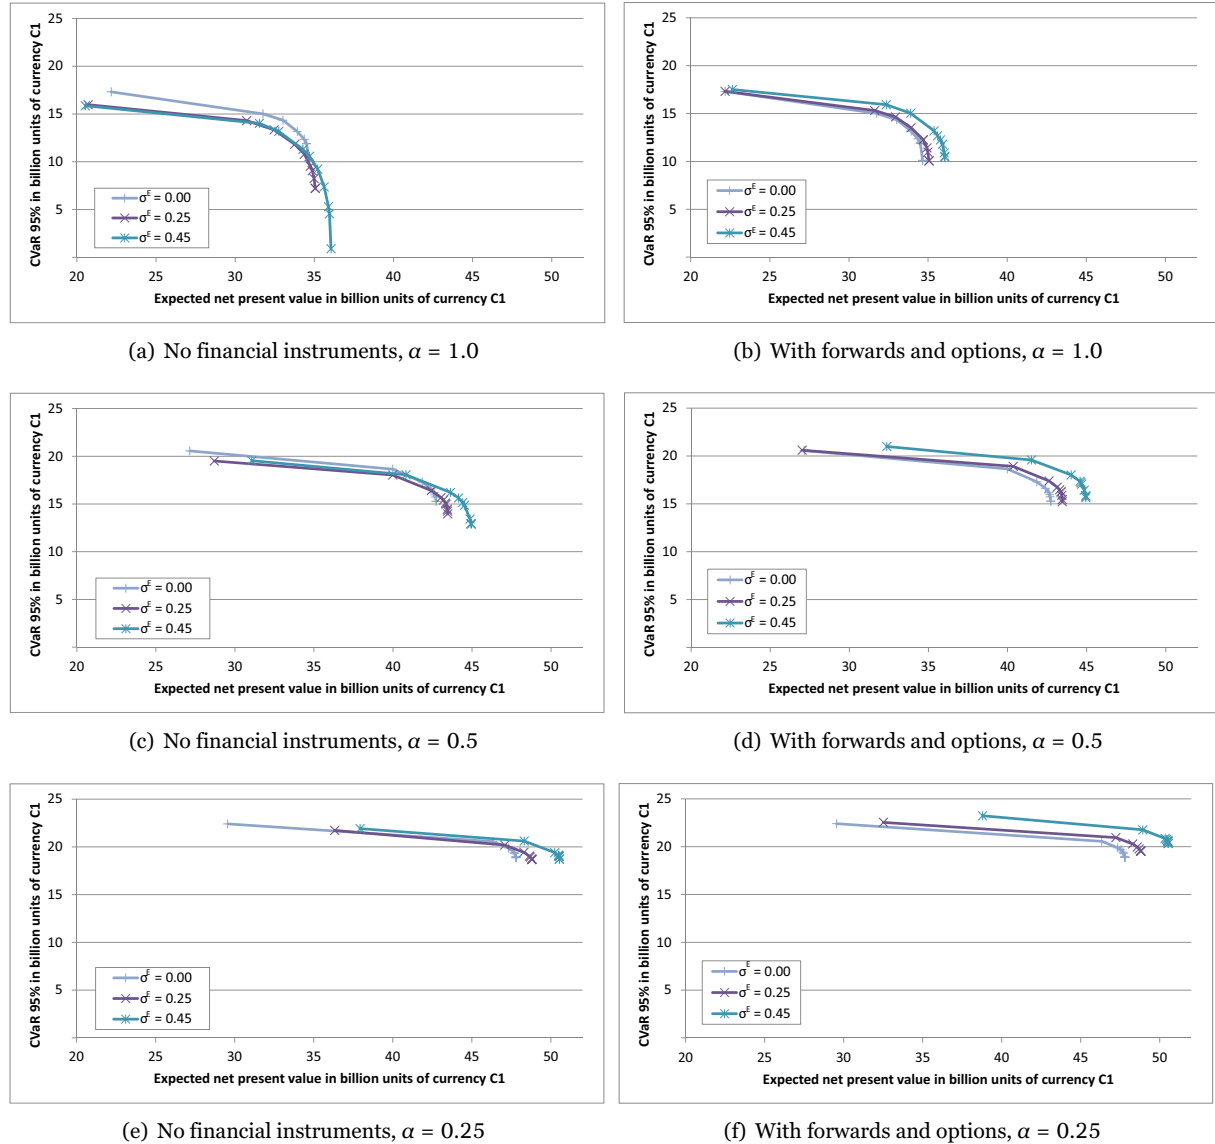 CVaR 95% in billion units of currency C1
25
20
15
10
5
σE = 0.00
σE = 0.25
σE = 0.45
20 25 30 35 40 45 50
Expected net present value in billion units of currency C1
(a) No financial instruments, α = 1.0
CVaR 95% in billion units of currency C1
25
20
15
10
5
σE = 0.00
σE = 0.25
σE = 0.45
20 25 30 35 40 45 50
Expected net present value in billion units of currency C1
(b) With forwards and options, α = 1.0
CVaR 95% in billion units of currency C1
25
20
15
10
5
σE = 0.00
σE = 0.25
σE = 0.45
20 25 30 35 40 45 50
Expected net present value in billion units of currency C1
(c) No financial instruments, α = 0.5
CVaR 95% in billion units of currency C1
25
20
15
10
5
σE = 0.00
σE = 0.25
σE = 0.45
20 25 30 35 40 45 50
Expected net present value in billion units of currency C1
(d) With forwards and options, α = 0.5
CVaR 95% in billion units of currency C1
25
20
15
10
5
σE = 0.00
σE = 0.25
σE = 0.45
20 25 30 35 40 45 50
Expected net present value in billion units of currency C1
(e) No financial instruments, α = 0.25
CVaR 95% in billion units of currency C1
25
20
15
10
5
σE = 0.00
σE = 0.25
σE = 0.45
20 25 30 35 40 45 50
Expected net present value in billion units of currency C1
(f) With forwards and options, α = 0.25